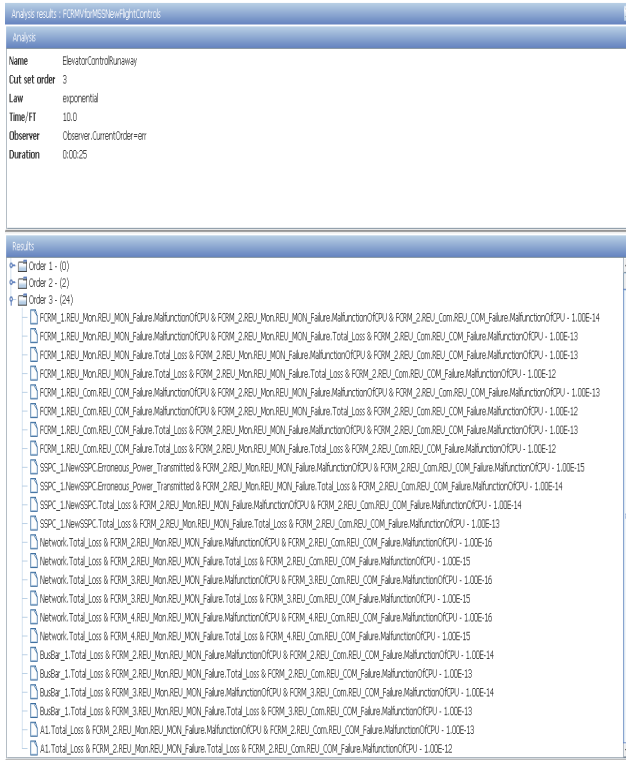 Analysis results : FCRMVforMSSNewFlightControls
Analysis
Name ElevatorControlRunaway
Cut set order 3
Law exponential
Time/FT 10.0
Observer Observer.CurrentOrder=err
Duration 0:00:25
Results
Order 1 - (0)
Order 2 - (2)
Order 3 - (24)
FCRM_1.REU_Mon.REU_MON_Failure.MalfunctionOfCPU & FCRM_2.REU_Mon.REU_MON_Failure.MalfunctionOfCPU & FCRM_2.REU_Com.REU_COM_Failure.MalfunctionOfCPU - 1.00E-14
FCRM_1.REU_Mon.REU_MON_Failure.MalfunctionOfCPU & FCRM_2.REU_Mon.REU_MON_Failure.Total_Loss & FCRM_2.REU_Com.REU_COM_Failure.MalfunctionOfCPU - 1.00E-13
FCRM_1.REU_Mon.REU_MON_Failure.Total_Loss & FCRM_2.REU_Mon.REU_MON_Failure.MalfunctionOfCPU & FCRM_2.REU_Com.REU_COM_Failure.MalfunctionOfCPU - 1.00E-13
FCRM_1.REU_Mon.REU_MON_Failure.Total_Loss & FCRM_2.REU_Mon.REU_MON_Failure.Total_Loss & FCRM_2.REU_Com.REU_COM_Failure.MalfunctionOfCPU - 1.00E-12
FCRM_1.REU_Com.REU_COM_Failure.MalfunctionOfCPU & FCRM_2.REU_Mon.REU_MON_Failure.MalfunctionOfCPU & FCRM_2.REU_Com.REU_COM_Failure.MalfunctionOfCPU - 1.00E-13
FCRM_1.REU_Com.REU_COM_Failure.MalfunctionOfCPU & FCRM_2.REU_Mon.REU_MON_Failure.Total_Loss & FCRM_2.REU_Com.REU_COM_Failure.MalfunctionOfCPU - 1.00E-12
FCRM_1.REU_Com.REU_COM_Failure.Total_Loss & FCRM_2.REU_Mon.REU_MON_Failure.MalfunctionOfCPU & FCRM_2.REU_Com.REU_COM_Failure.MalfunctionOfCPU - 1.00E-13
FCRM_1.REU_Com.REU_COM_Failure.Total_Loss & FCRM_2.REU_Mon.REU_MON_Failure.Total_Loss & FCRM_2.REU_Com.REU_COM_Failure.MalfunctionOfCPU - 1.00E-12
SSPC_1.NewSSPC.Erroneous_Power_Transmitted & FCRM_2.REU_Mon.REU_MON_Failure.MalfunctionOfCPU & FCRM_2.REU_Com.REU_COM_Failure.MalfunctionOfCPU - 1.00E-15
SSPC_1.NewSSPC.Erroneous_Power_Transmitted & FCRM_2.REU_Mon.REU_MON_Failure.Total_Loss & FCRM_2.REU_Com.REU_COM_Failure.MalfunctionOfCPU - 1.00E-14
SSPC_1.NewSSPC.Total_Loss & FCRM_2.REU_Mon.REU_MON_Failure.MalfunctionOfCPU & FCRM_2.REU_Com.REU_COM_Failure.MalfunctionOfCPU - 1.00E-14
SSPC_1.NewSSPC.Total_Loss & FCRM_2.REU_Mon.REU_MON_Failure.Total_Loss & FCRM_2.REU_Com.REU_COM_Failure.MalfunctionOfCPU - 1.00E-13
Network.Total_Loss & FCRM_2.REU_Mon.REU_MON_Failure.MalfunctionOfCPU & FCRM_2.REU_Com.REU_COM_Failure.MalfunctionOfCPU - 1.00E-16
Network.Total_Loss & FCRM_2.REU_Mon.REU_MON_Failure.Total_Loss & FCRM_2.REU_Com.REU_COM_Failure.MalfunctionOfCPU - 1.00E-15
Network.Total_Loss & FCRM_3.REU_Mon.REU_MON_Failure.MalfunctionOfCPU & FCRM_3.REU_Com.REU_COM_Failure.MalfunctionOfCPU - 1.00E-16
Network.Total_Loss & FCRM_3.REU_Mon.REU_MON_Failure.Total_Loss & FCRM_3.REU_Com.REU_COM_Failure.MalfunctionOfCPU - 1.00E-15
Network.Total_Loss & FCRM_4.REU_Mon.REU_MON_Failure.MalfunctionOfCPU & FCRM_4.REU_Com.REU_COM_Failure.MalfunctionOfCPU - 1.00E-16
Network.Total_Loss & FCRM_4.REU_Mon.REU_MON_Failure.Total_Loss & FCRM_4.REU_Com.REU_COM_Failure.MalfunctionOfCPU - 1.00E-15
BusBar_1.Total_Loss & FCRM_2.REU_Mon.REU_MON_Failure.MalfunctionOfCPU & FCRM_2.REU_Com.REU_COM_Failure.MalfunctionOfCPU - 1.00E-14
BusBar_1.Total_Loss & FCRM_2.REU_Mon.REU_MON_Failure.Total_Loss & FCRM_2.REU_Com.REU_COM_Failure.MalfunctionOfCPU - 1.00E-13
BusBar_1.Total_Loss & FCRM_3.REU_Mon.REU_MON_Failure.MalfunctionOfCPU & FCRM_3.REU_Com.REU_COM_Failure.MalfunctionOfCPU - 1.00E-14
BusBar_1.Total_Loss & FCRM_3.REU_Mon.REU_MON_Failure.Total_Loss & FCRM_3.REU_Com.REU_COM_Failure.MalfunctionOfCPU - 1.00E-13
A1.Total_Loss & FCRM_2.REU_Mon.REU_MON_Failure.MalfunctionOfCPU & FCRM_2.REU_Com.REU_COM_Failure.MalfunctionOfCPU - 1.00E-13
A1.Total_Loss & FCRM_2.REU_Mon.REU_MON_Failure.Total_Loss & FCRM_2.REU_Com.REU_COM_Failure.MalfunctionOfCPU - 1.00E-12